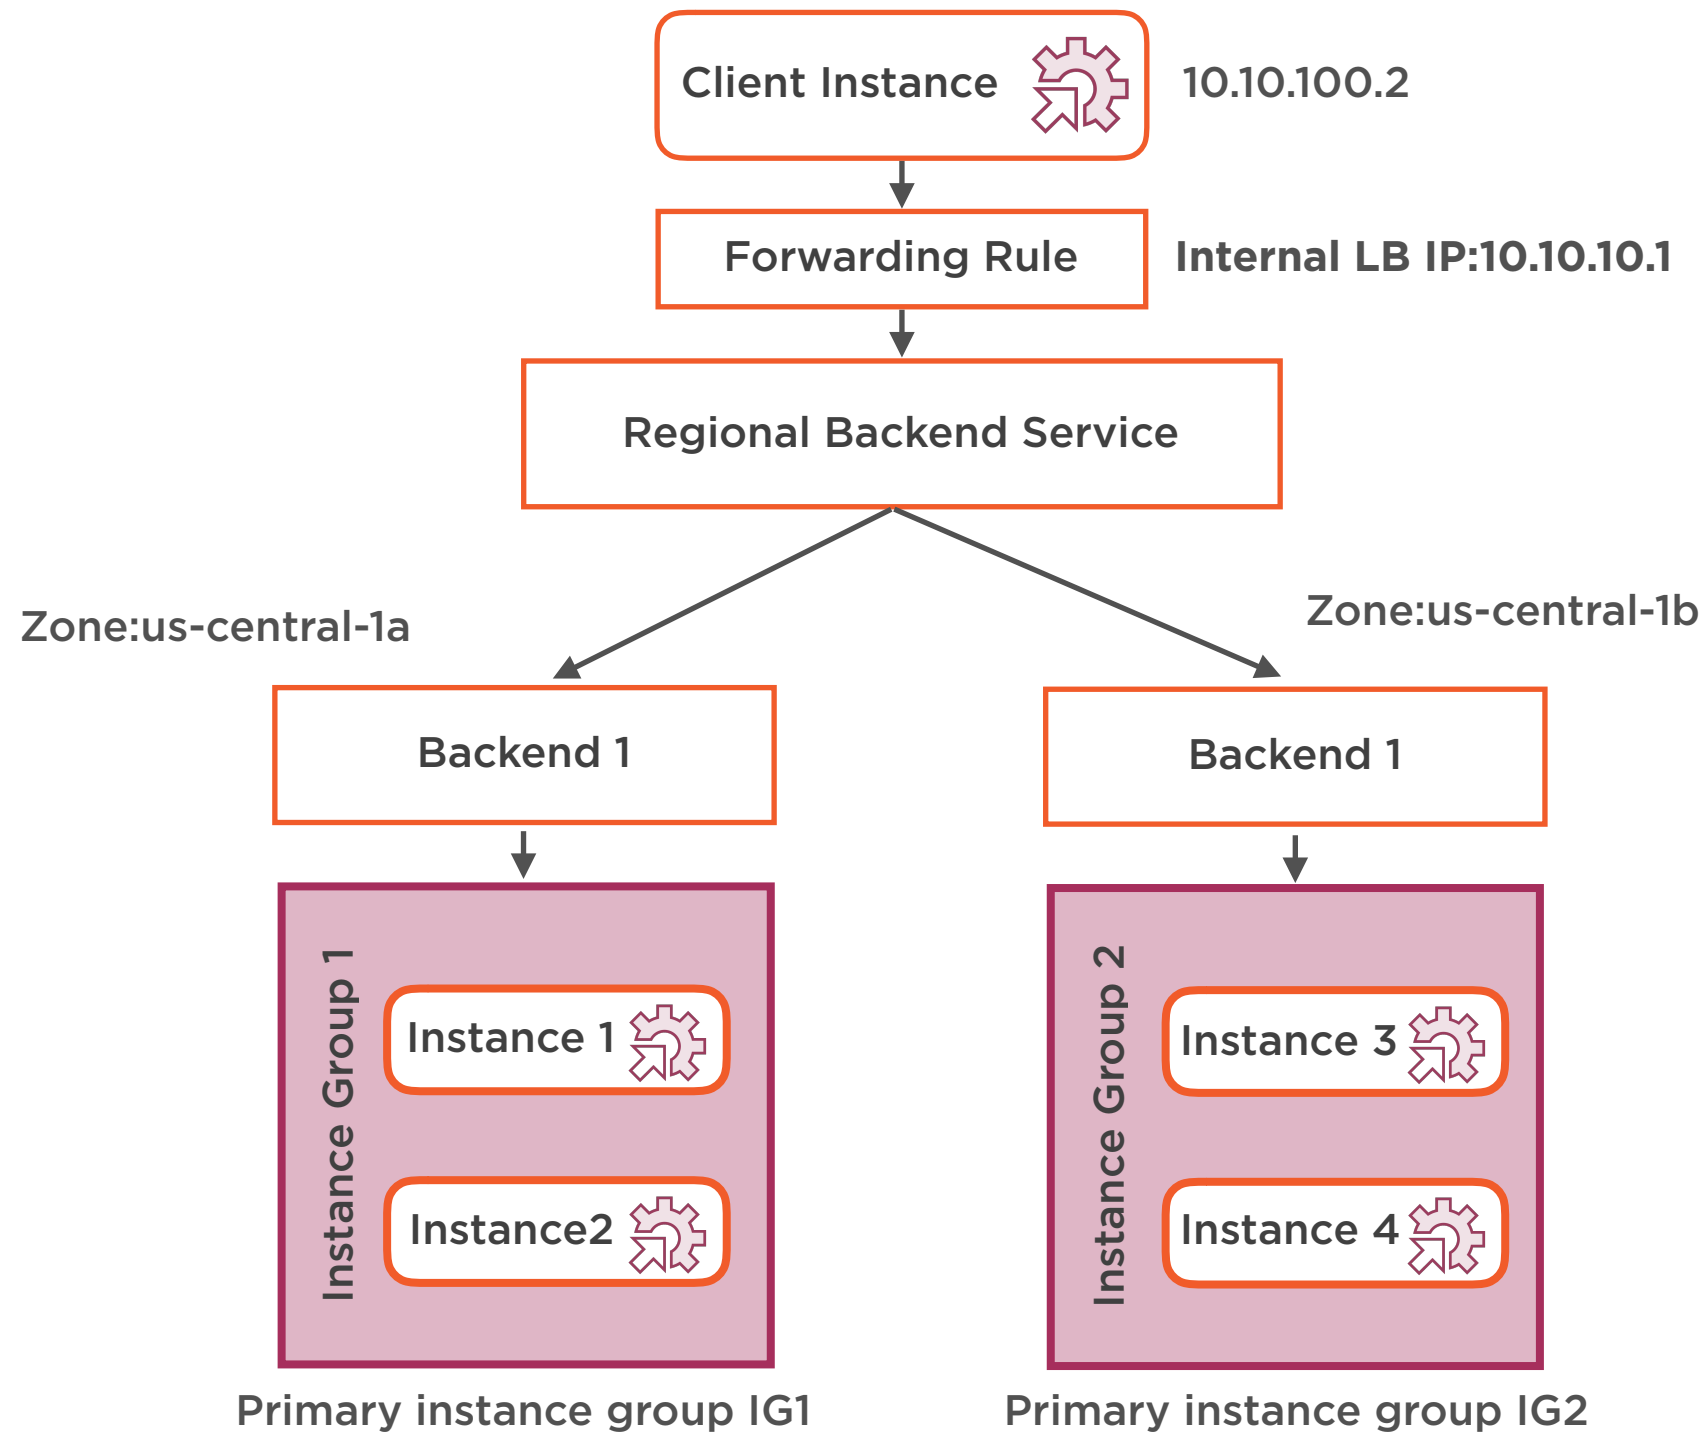 Client Instance
10.10.100.2
Forwarding Rule
Internal LB IP:10.10.10.1
Regional Backend Service
Zone:us-central-1a
Zone:us-central-1b
Backend 1
Backend 1
Instance Group 1
Instance 1
Instance2
Instance Group 2
Instance 3
Instance 4
Primary instance group IG1
Primary instance group IG2